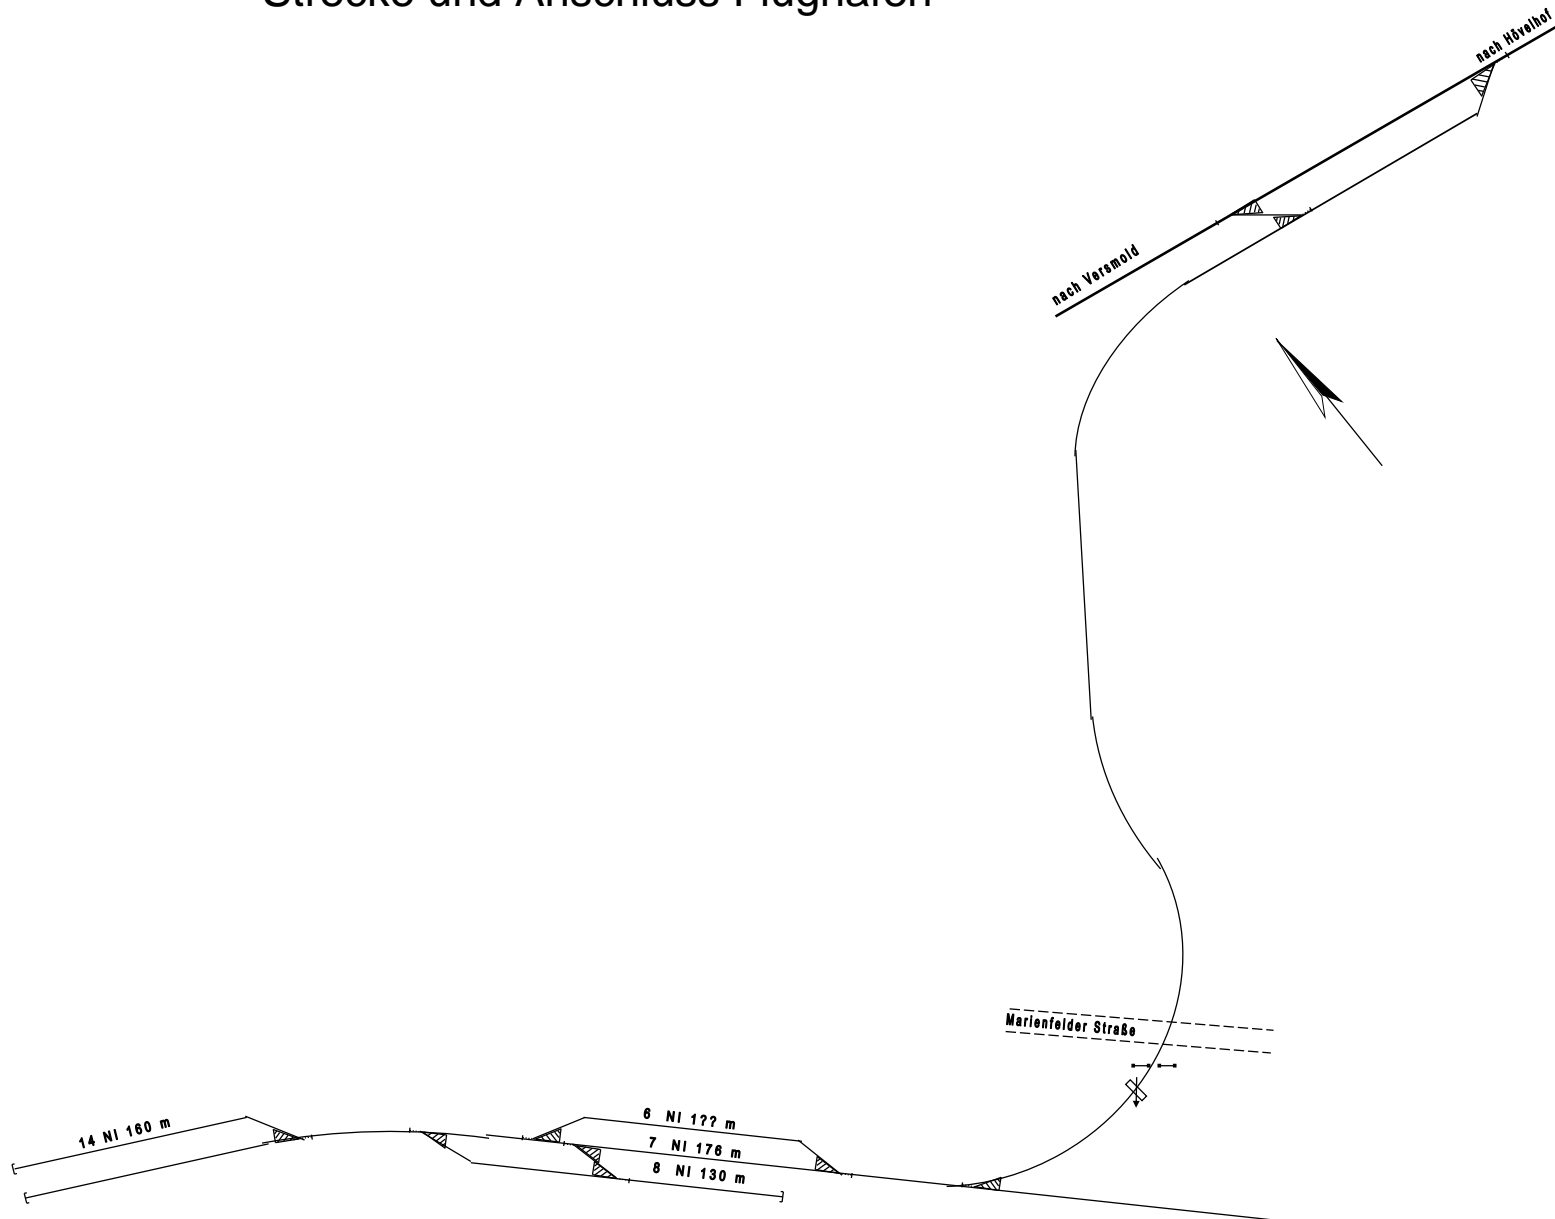 Strecke und Anschluss Flughafen
nach Hövelhof
nach Versmold
Marienfelder Straße
14 Nl 160 m
6 Nl 1?? m
7 Nl 176 m
8 Nl 130 m